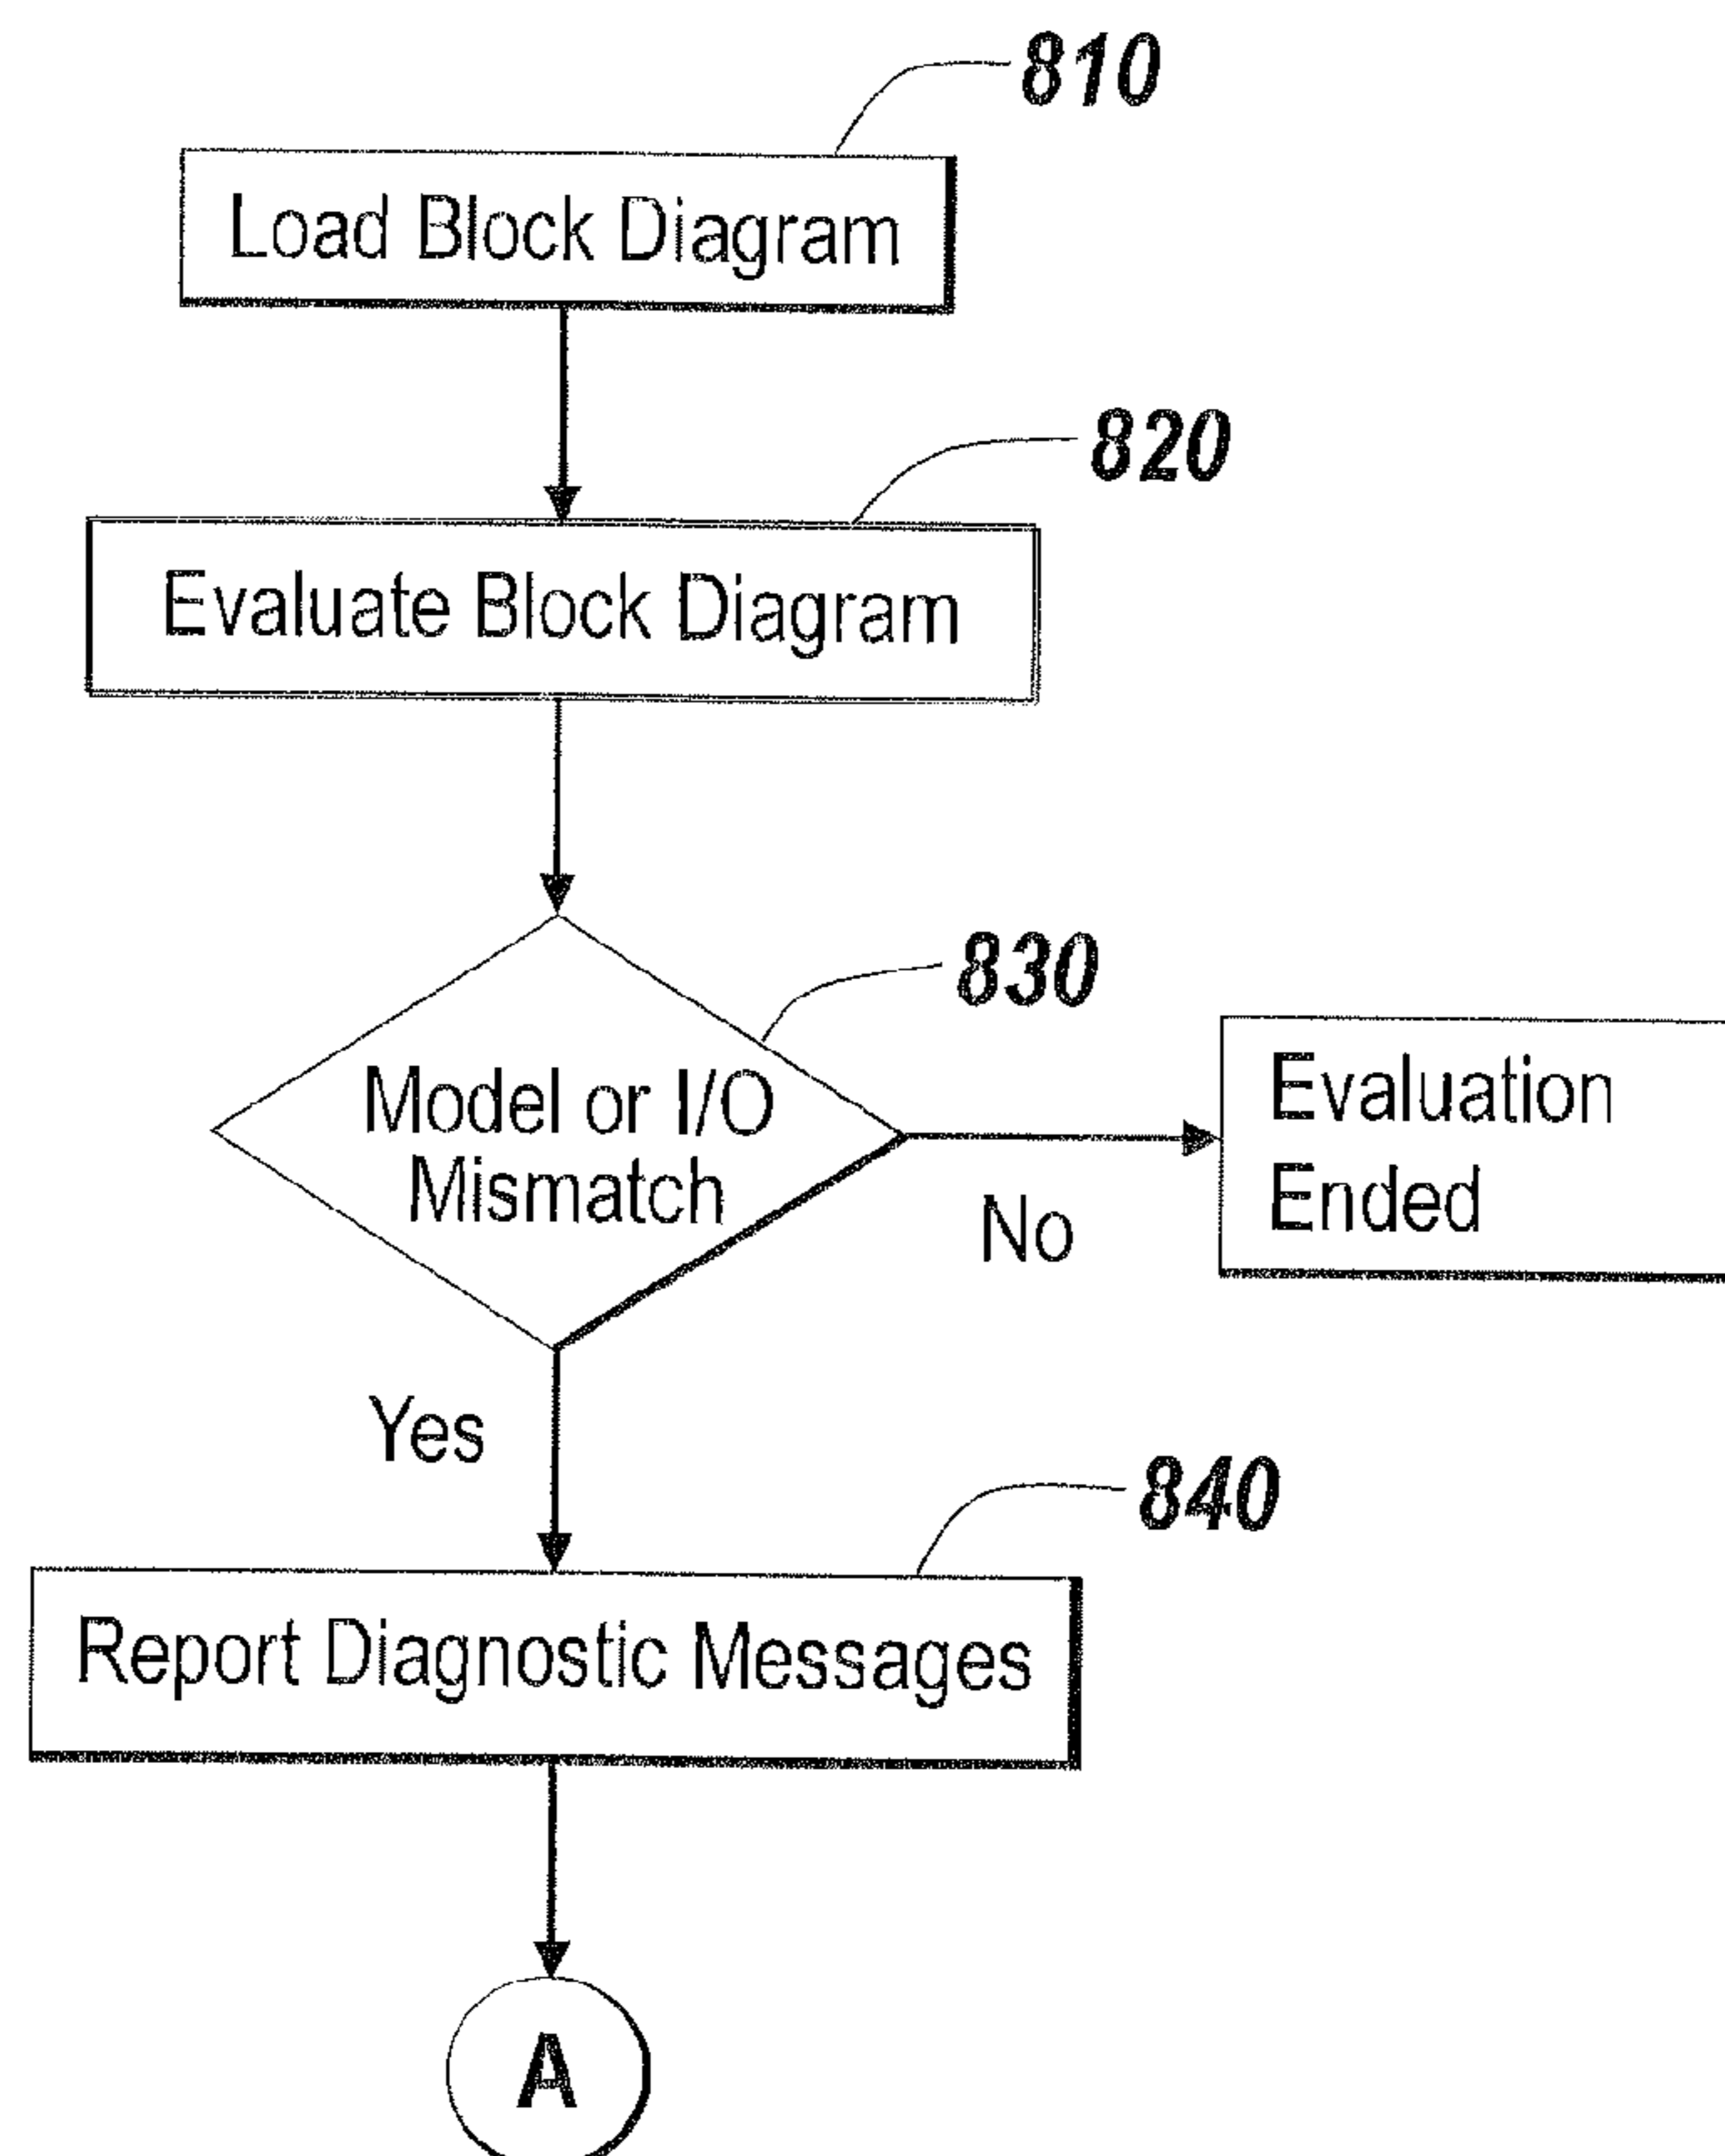 810
Load Block Diagram
820
Evaluate Block Diagram
830
Model or I/O
Mismatch
Evaluation
Ended
No
Yes
840
Report Diagnostic Messages
A